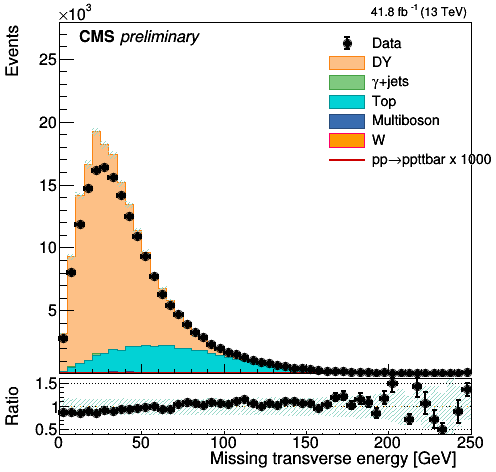 ×10³
41.8 fb⁻¹ (13 TeV)
CMS preliminary
Events
25
20
15
10
5
Data
DY
γ+jets
Top
Multiboson
W
pp→ppttbar x 1000
Ratio
1.5
1
0.5
0 50 100 150 200 250
Missing transverse energy [GeV]